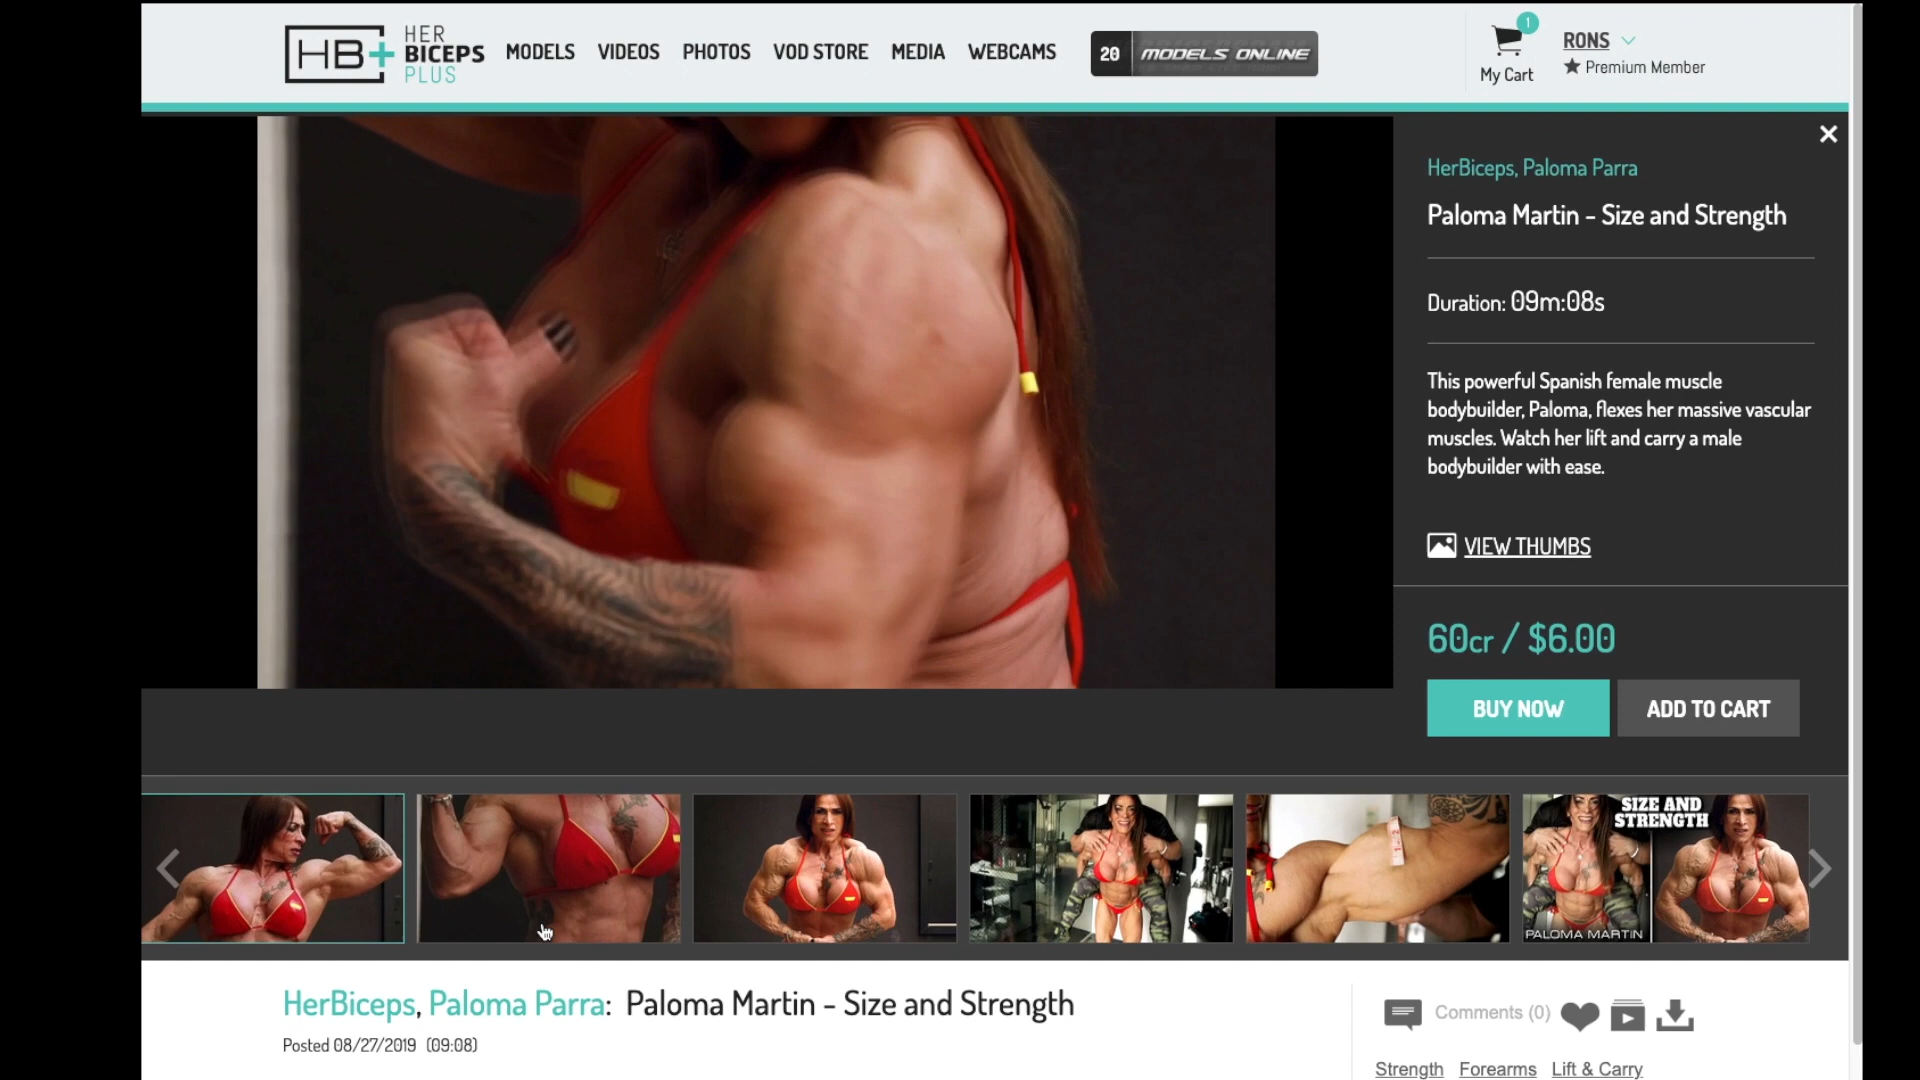 HB+ HER BICEPS PLUS
MODELS VIDEOS PHOTOS VOD STORE MEDIA WEBCAMS
20 MODELS ONLINE
1
My Cart
RONS
Premium Member
HerBiceps, Paloma Parra
Paloma Martin - Size and Strength
Duration: 09m:08s
This powerful Spanish female muscle
bodybuilder, Paloma, flexes her massive vascular
muscles. Watch her lift and carry a male
bodybuilder with ease.
VIEW THUMBS
60cr / $6.00
BUY NOW
ADD TO CART
SIZE AND
STRENGTH
PALOMA MARTIN
HerBiceps, Paloma Parra: Paloma Martin - Size and Strength
Posted 08/27/2019 (09:08)
Comments (0)
Strength Forearms Lift & Carry